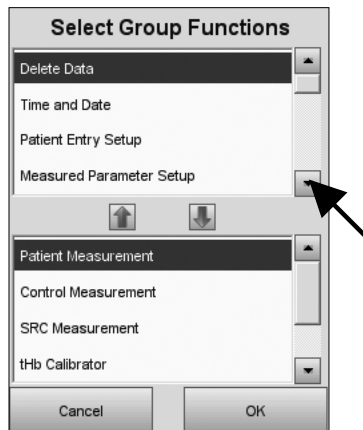 Select Group Functions
Delete Data
Time and Date
Patient Entry Setup
Measured Parameter Setup
Patient Measurement
Control Measurement
SRC Measurement
tHb Calibrator
Cancel OK